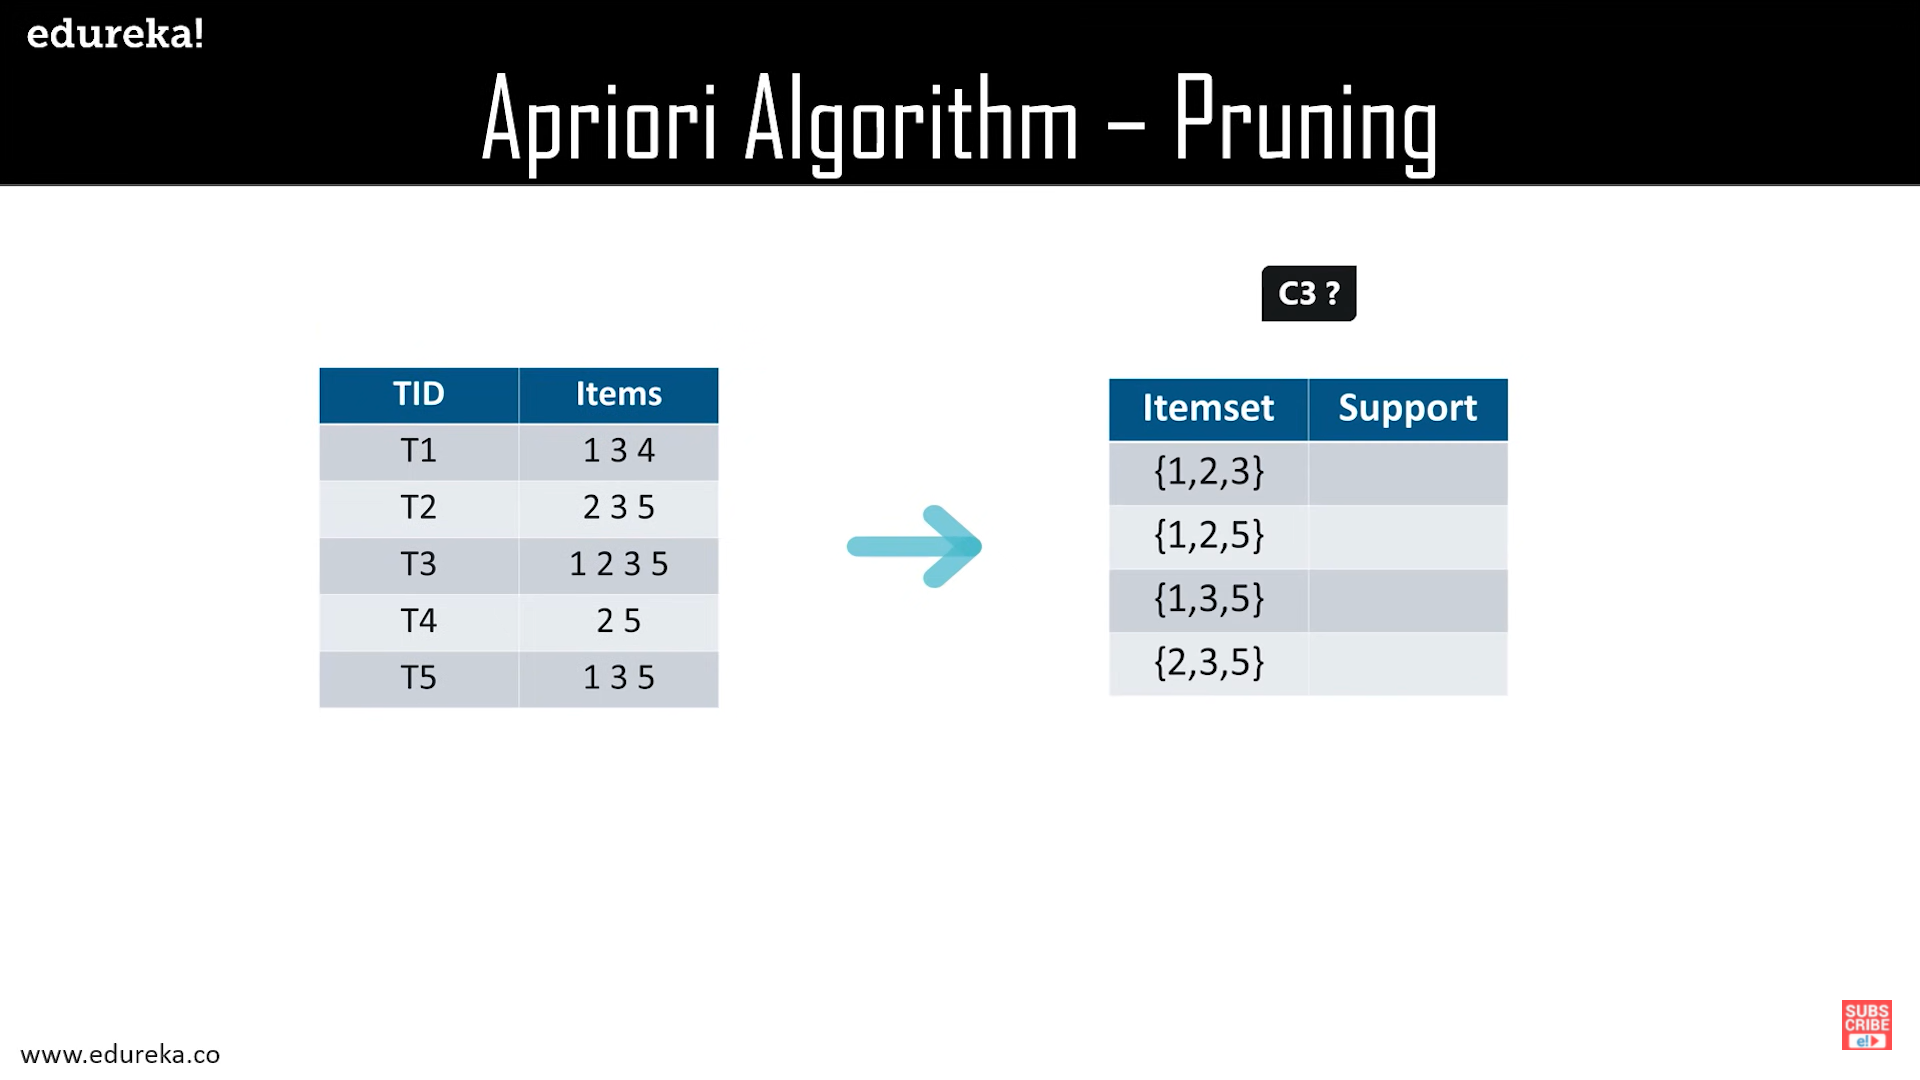 edureka!
Apriori Algorithm – Pruning
C3 ?
TID Items
T1 1 3 4
T2 2 3 5
T3 1 2 3 5
T4 2 5
T5 1 3 5
Itemset Support
{1,2,3}
{1,2,5}
{1,3,5}
{2,3,5}
www.edureka.co
SUBS
CRIBE
e!